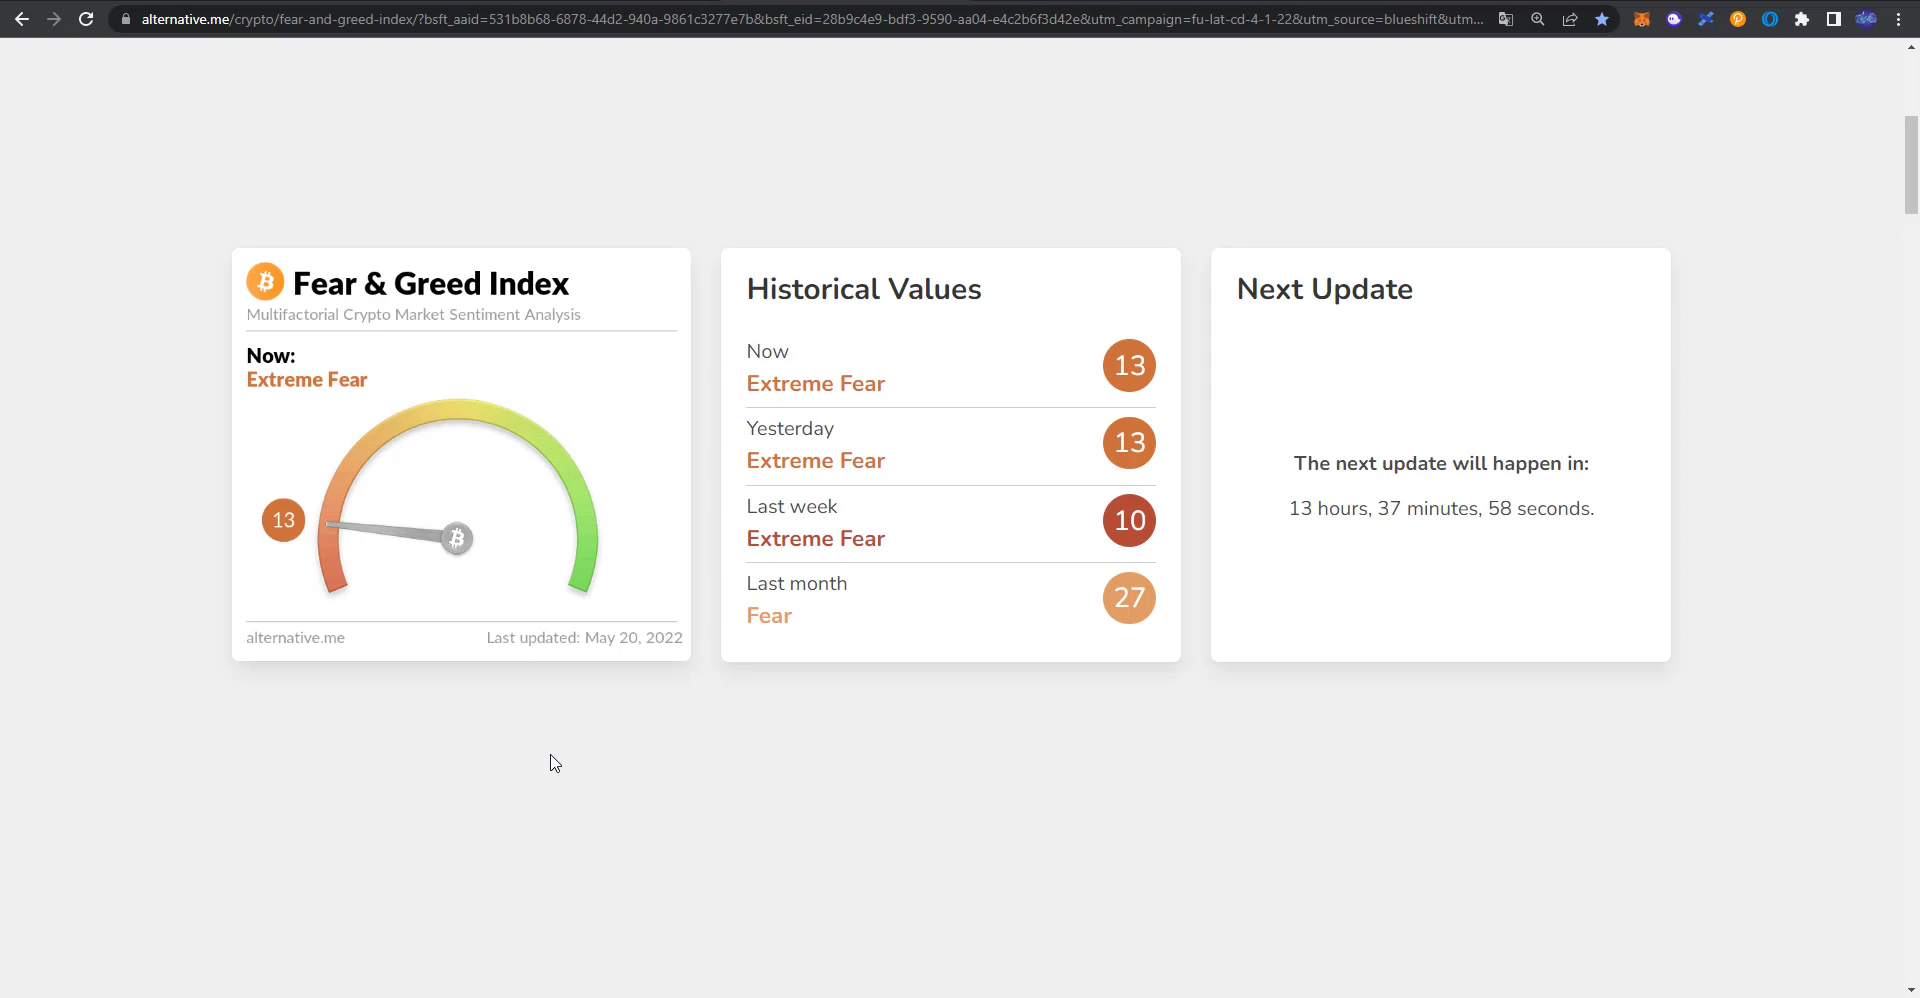 alternative.me/crypto/fear-and-greed-index/?bsft_aaid=531b8b68-6878-44d2-940a-9861c3277e7b&bsft_eid=28b9c4e9-bdf3-9590-aa04-e4c2b6f3d42e&utm_campaign=fu-lat-cd-4-1-22&utm_source=blueshift&utm...
Fear & Greed Index
Multifactorial Crypto Market Sentiment Analysis
Now:
Extreme Fear
13
alternative.me
Last updated: May 20, 2022
Historical Values
Now
Extreme Fear
13
Yesterday
Extreme Fear
13
Last week
Extreme Fear
10
Last month
Fear
27
Next Update
The next update will happen in:
13 hours, 37 minutes, 58 seconds.